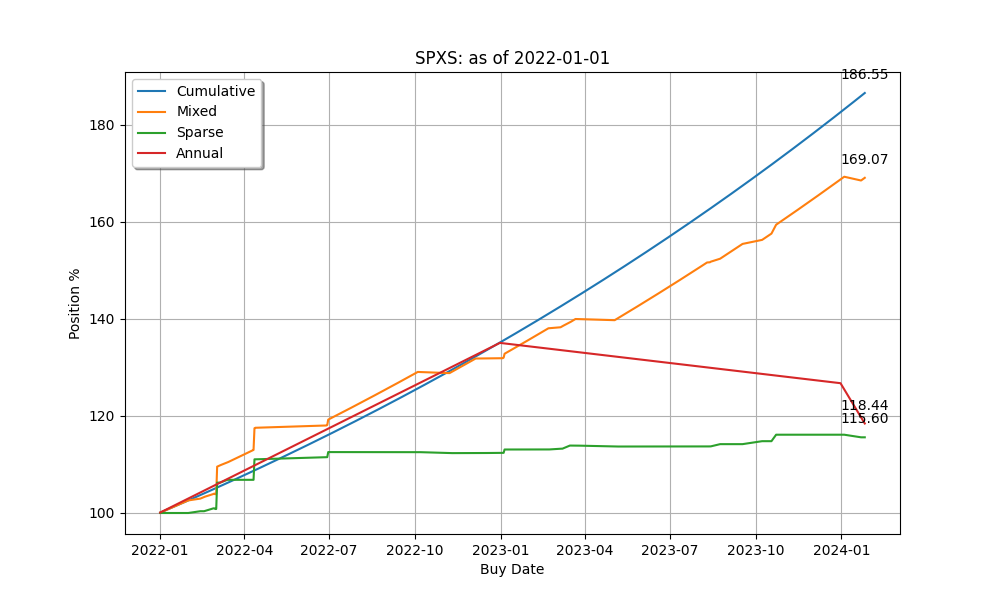 SPXS: as of 2022-01-01
186.55
Cumulative
Mixed
Sparse
Annual
169.07
118.44
115.60
180
160
140
120
100
Position %
2022-01
2022-04
2022-07
2022-10
2023-01
2023-04
2023-07
2023-10
2024-01
Buy Date